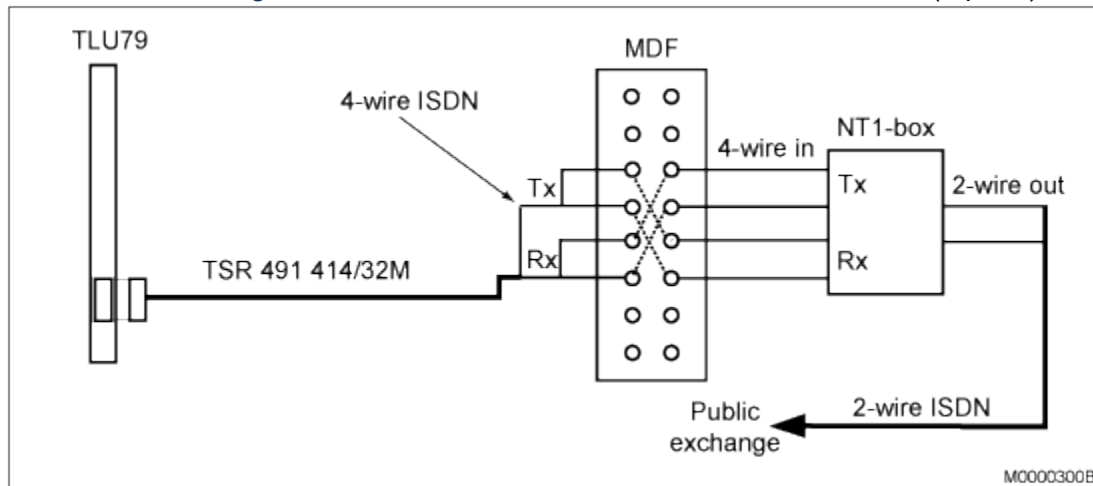 TLU79
MDF
4-wire ISDN
NT1-box
4-wire in
Tx
Tx
2-wire out
Rx
Rx
TSR 491 414/32M
Public
exchange
2-wire ISDN
M0000300B